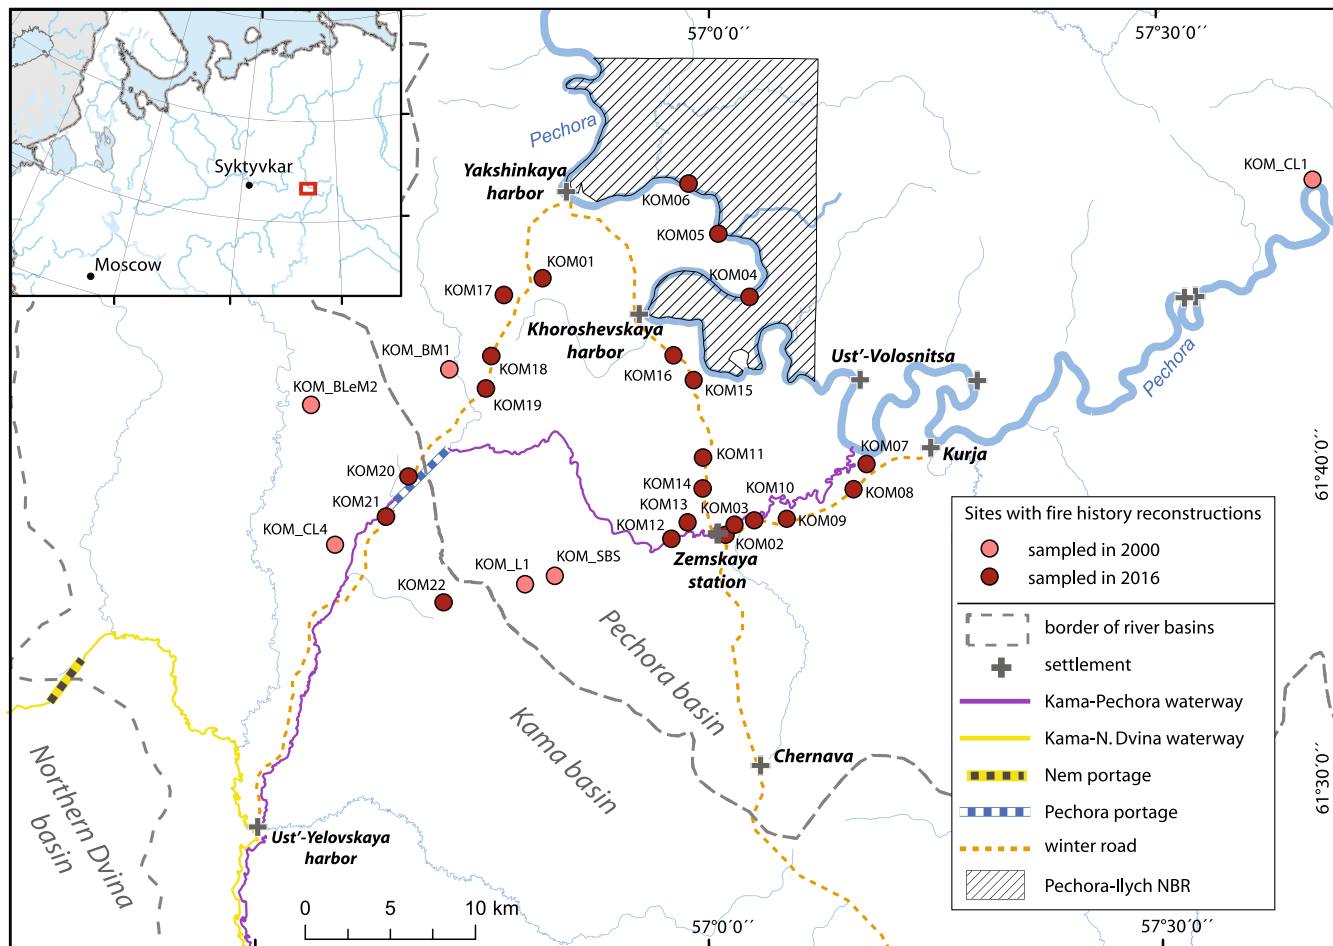 57°0´0´´
57°30´0´´
Syktyvkar
Moscow
Pechora
Yakshinkaya
harbor
KOM06
KOM05
KOM04
KOM_CL1
KOM01
KOM17
Khoroshevskaya
harbor
KOM_BM1
KOM18
KOM16
KOM15
KOM19
Ust’-Volosnitsa
Pechora
KOM_BLeM2
KOM07
Kurja
61°40´0´´
KOM20
KOM11
KOM14
KOM10
KOM08
KOM21
KOM13
KOM03
KOM09
KOM_CL4
KOM12
KOM02
Zemskaya
station
KOM_L1
KOM_SBS
KOM22
Pechora basin
Kama basin
Northern Dvina
basin
Chernava
61°30´0´´
Ust’-Yelovskaya
harbor
Sites with fire history reconstructions
sampled in 2000
sampled in 2016
border of river basins
settlement
Kama-Pechora waterway
Kama-N. Dvina waterway
Nem portage
Pechora portage
winter road
Pechora-Ilych NBR
0 5 10 km
57°0´0´´
57°30´0´´